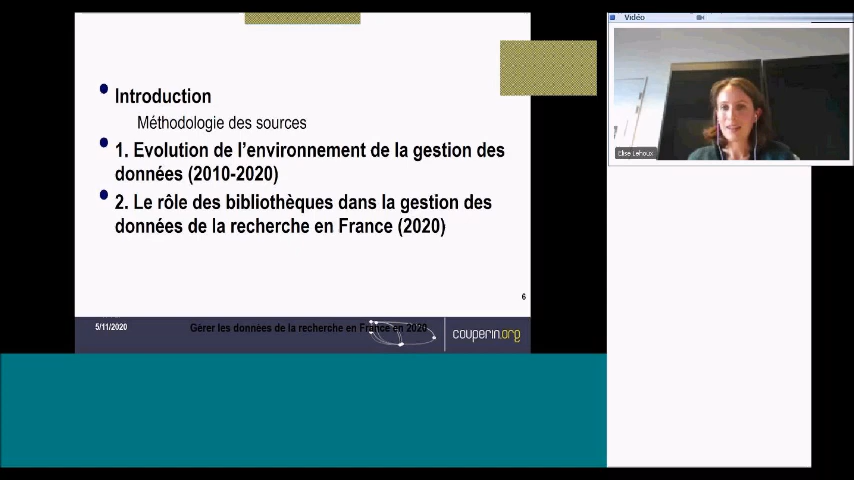 Vidéo
Introduction
Méthodologie des sources
1. Evolution de l'environnement de la gestion des
données (2010-2020)
2. Le rôle des bibliothèques dans la gestion des
données de la recherche en France (2020)
Elise Lehoux
6
5/11/2020
Gérer les données de la recherche en France en 2020
couperin.org